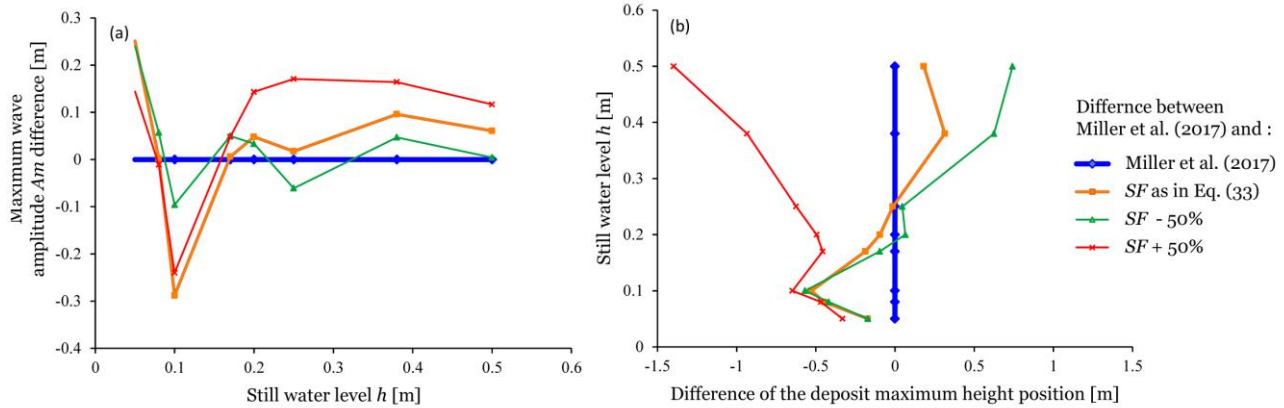 (a)
0.3
0.2
0.1
0
-0.1
-0.2
-0.3
-0.4
Maximum wave
amplitude Am difference [m]
0
0.1
0.2
0.3
0.4
0.5
0.6
Still water level h [m]
(b)
0.6
0.5
0.4
0.3
0.2
0.1
0
Still water level h [m]
-1.5
-1
-0.5
0
0.5
1
1.5
Difference of the deposit maximum height position [m]
Differnce between
Miller et al. (2017) and :
Miller et al. (2017)
SF as in Eq. (33)
SF - 50%
SF + 50%